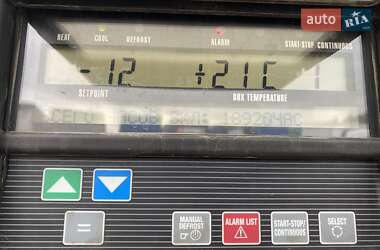 auto RIA
HEAT COOL DEFROST ALARM START-STOP CONTINUOUS
-12 +21C
SETPOINT BOX TEMPERATURE
MANUAL DEFROST
ALARM LIST
START-STOP/ CONTINUOUS
SELECT
=